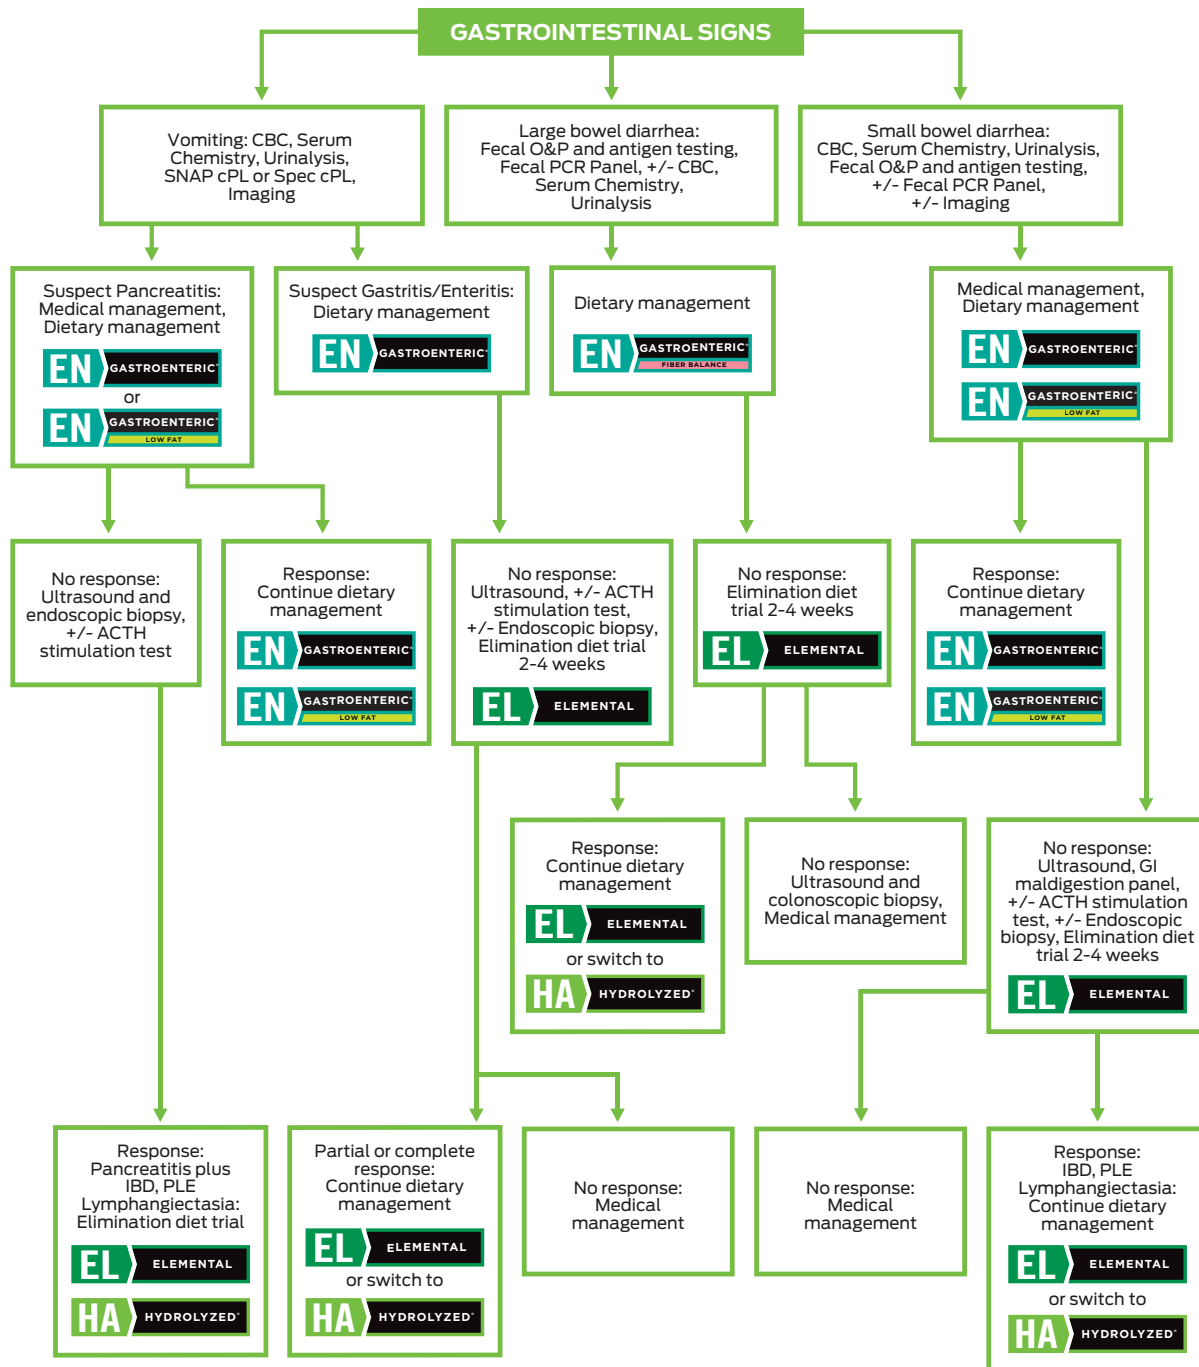 GASTROINTESTINAL SIGNS
Vomiting: CBC, Serum
Chemistry, Urinalysis,
SNAP cPL or Spec cPL,
Imaging
Large bowel diarrhea:
Fecal O&P and antigen testing,
Fecal PCR Panel, +/- CBC,
Serum Chemistry,
Urinalysis
Small bowel diarrhea:
CBC, Serum Chemistry, Urinalysis,
Fecal O&P and antigen testing,
+/- Fecal PCR Panel,
+/- Imaging
Suspect Pancreatitis:
Medical management,
Dietary management
EN GASTROENTERIC
or
EN GASTROENTERIC
LOW FAT
Suspect Gastritis/Enteritis:
Dietary management
EN GASTROENTERIC
Dietary management
EN GASTROENTERIC
FIBER BALANCE
Medical management,
Dietary management
EN GASTROENTERIC
EN GASTROENTERIC
LOW FAT
No response:
Ultrasound and
endoscopic biopsy,
+/- ACTH
stimulation test
Response:
Continue dietary
management
EN GASTROENTERIC
EN GASTROENTERIC
LOW FAT
No response:
Ultrasound, +/- ACTH
stimulation test,
+/- Endoscopic biopsy,
Elimination diet trial
2-4 weeks
EL ELEMENTAL
No response:
Elimination diet
trial 2-4 weeks
EL ELEMENTAL
Response:
Continue dietary
management
EN GASTROENTERIC
EN GASTROENTERIC
LOW FAT
Response:
Continue dietary
management
EL ELEMENTAL
or switch to
HA HYDROLYZED
No response:
Ultrasound and
colonoscopic biopsy,
Medical management
No response:
Ultrasound, GI
maldigestion panel,
+/- ACTH stimulation
test, +/- Endoscopic
biopsy, Elimination diet
trial 2-4 weeks
EL ELEMENTAL
Response:
Pancreatitis plus
IBD, PLE
Lymphangiectasia:
Elimination diet trial
EL ELEMENTAL
HA HYDROLYZED
Partial or complete
response:
Continue dietary
management
EL ELEMENTAL
or switch to
HA HYDROLYZED
No response:
Medical
management
No response:
Medical
management
Response:
IBD, PLE
Lymphangiectasia:
Continue dietary
management
EL ELEMENTAL
or switch to
HA HYDROLYZED